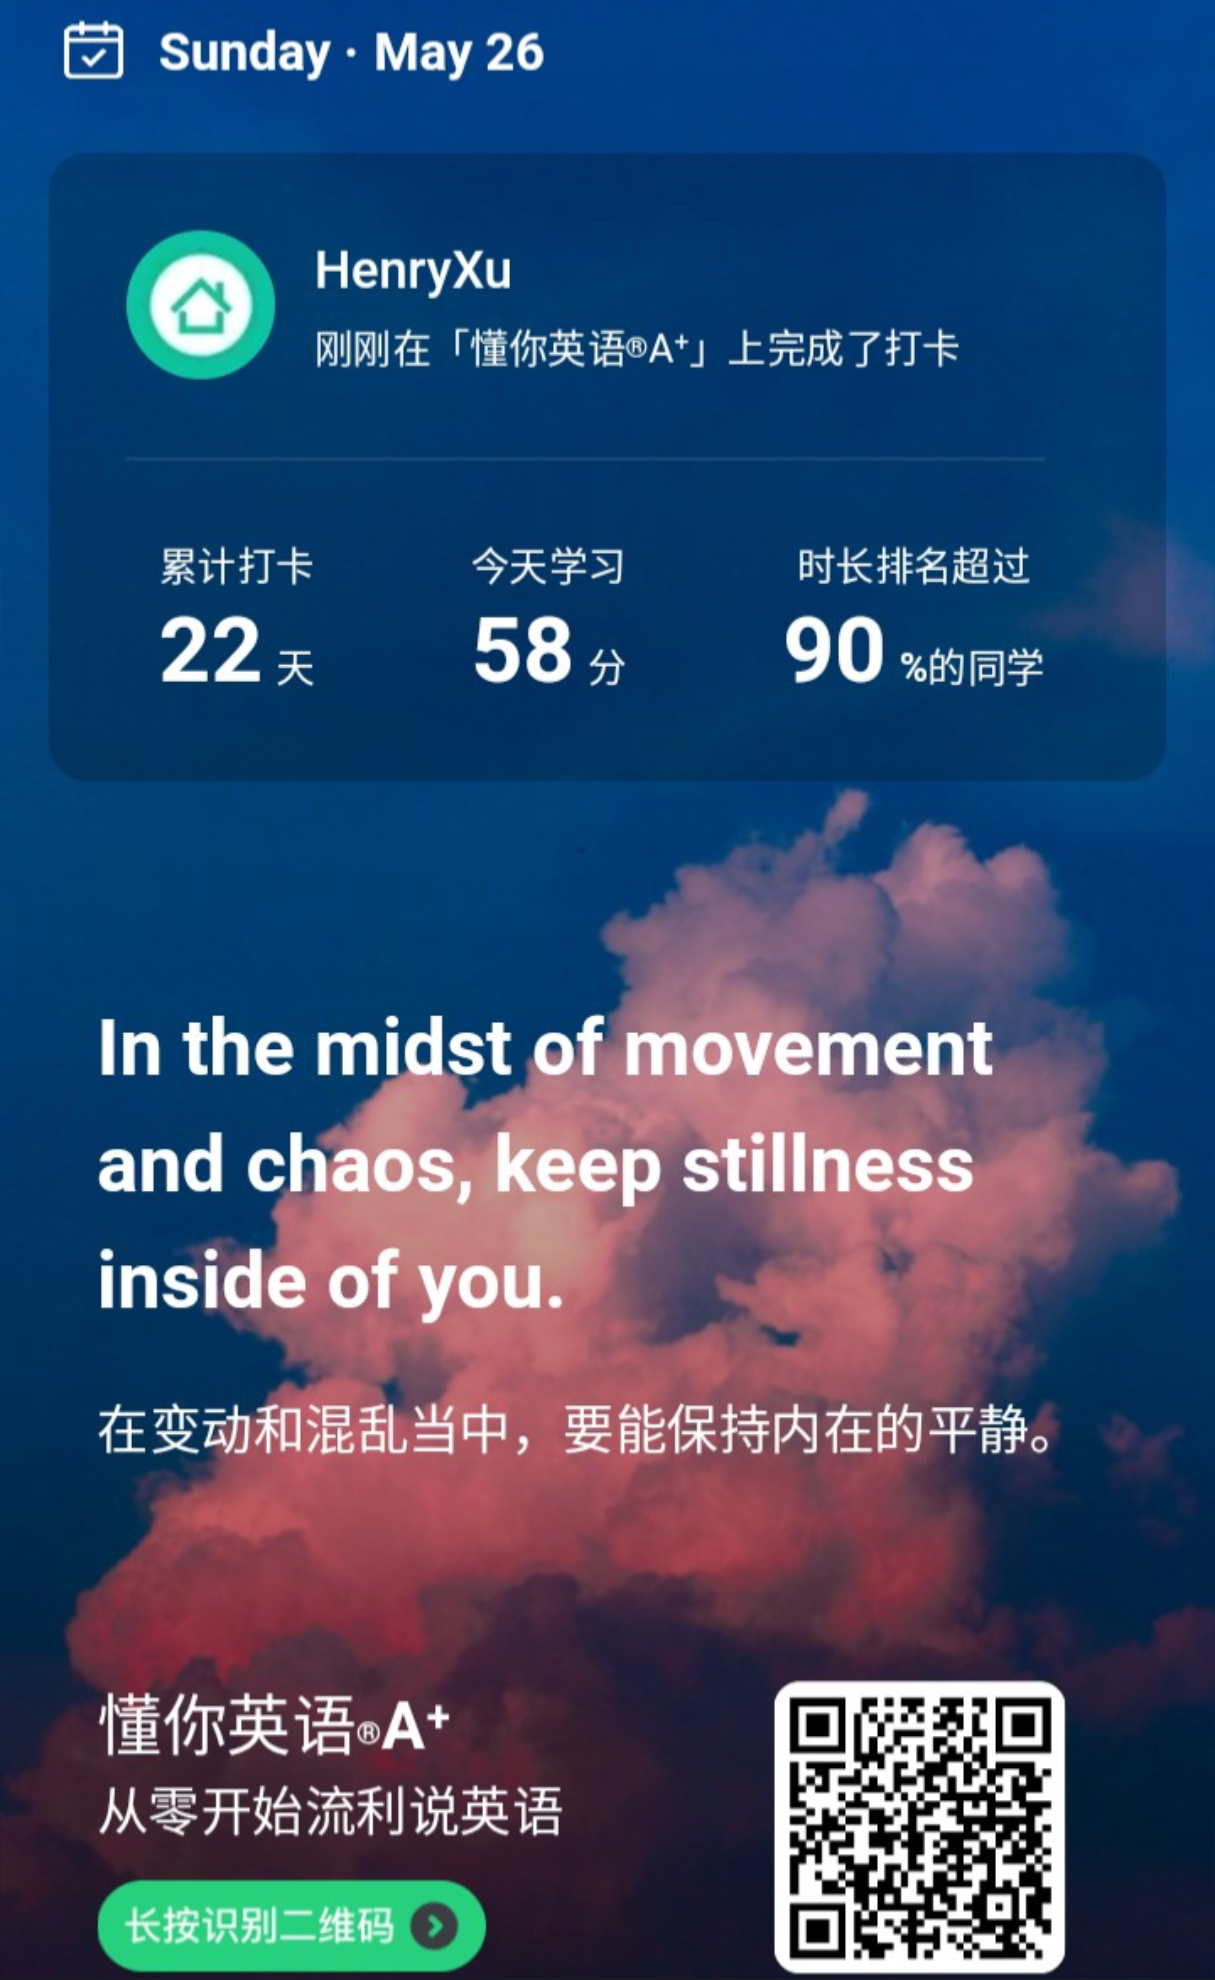 Sunday · May 26
HenryXu
刚刚在「懂你英语®A⁺」上完成了打卡
累计打卡 今天学习 时长排名超过
22 天 58 分 90 %的同学
In the midst of movement
and chaos, keep stillness
inside of you.
在变动和混乱当中，要能保持内在的平静。
懂你英语®A⁺
从零开始流利说英语
长按识别二维码